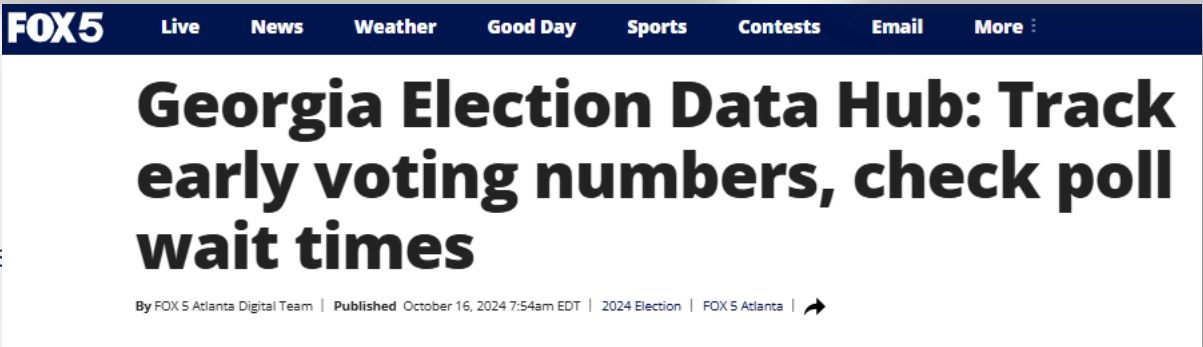 FOX 5 Live News Weather Good Day Sports Contests Email More
Georgia Election Data Hub: Track
early voting numbers, check poll
wait times
By FOX 5 Atlanta Digital Team | Published October 16, 2024 7:54am EDT | 2024 Election | FOX 5 Atlanta |